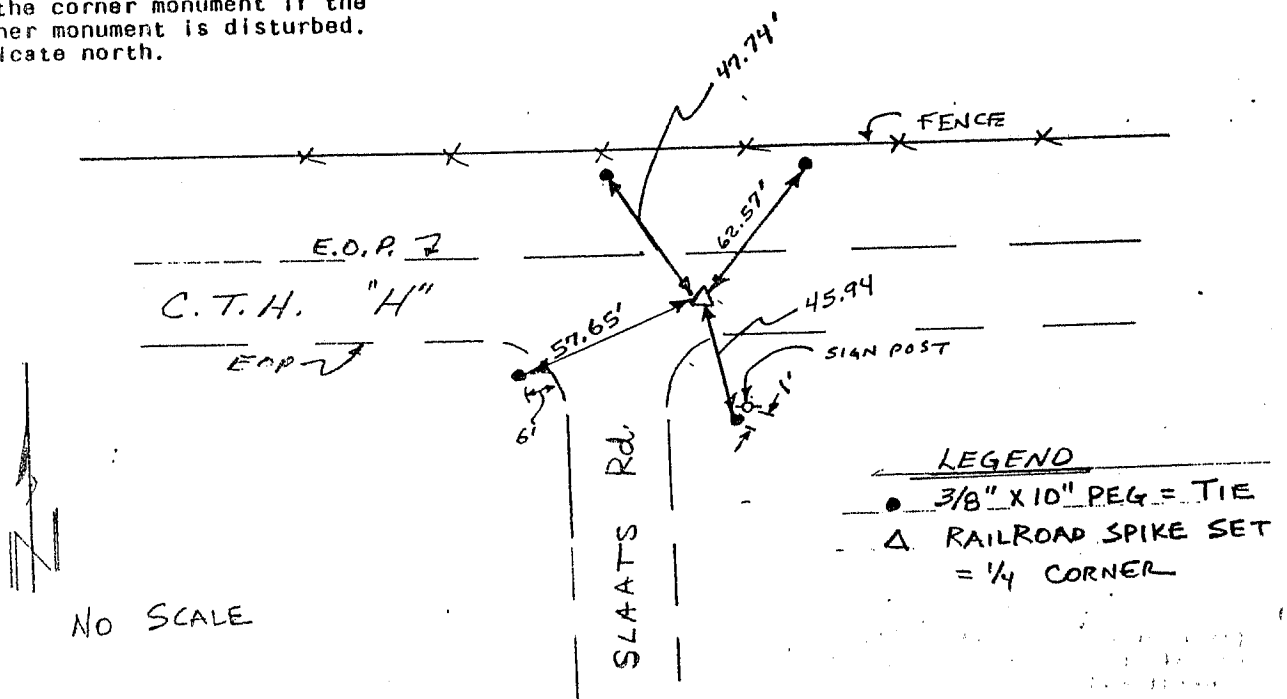 the corner monument if the
ner monument is disturbed.
icate north.
47.74'
FENCE
62.57'
E.O.P.
C.T.H. "H"
45.94
57.65'
EOP
SIGN POST
1'
6'
SLAATS Rd.
N
LEGEND
3/8" X 10" PEG = TIE
RAILROAD SPIKE SET
= 1/4 CORNER
NO SCALE